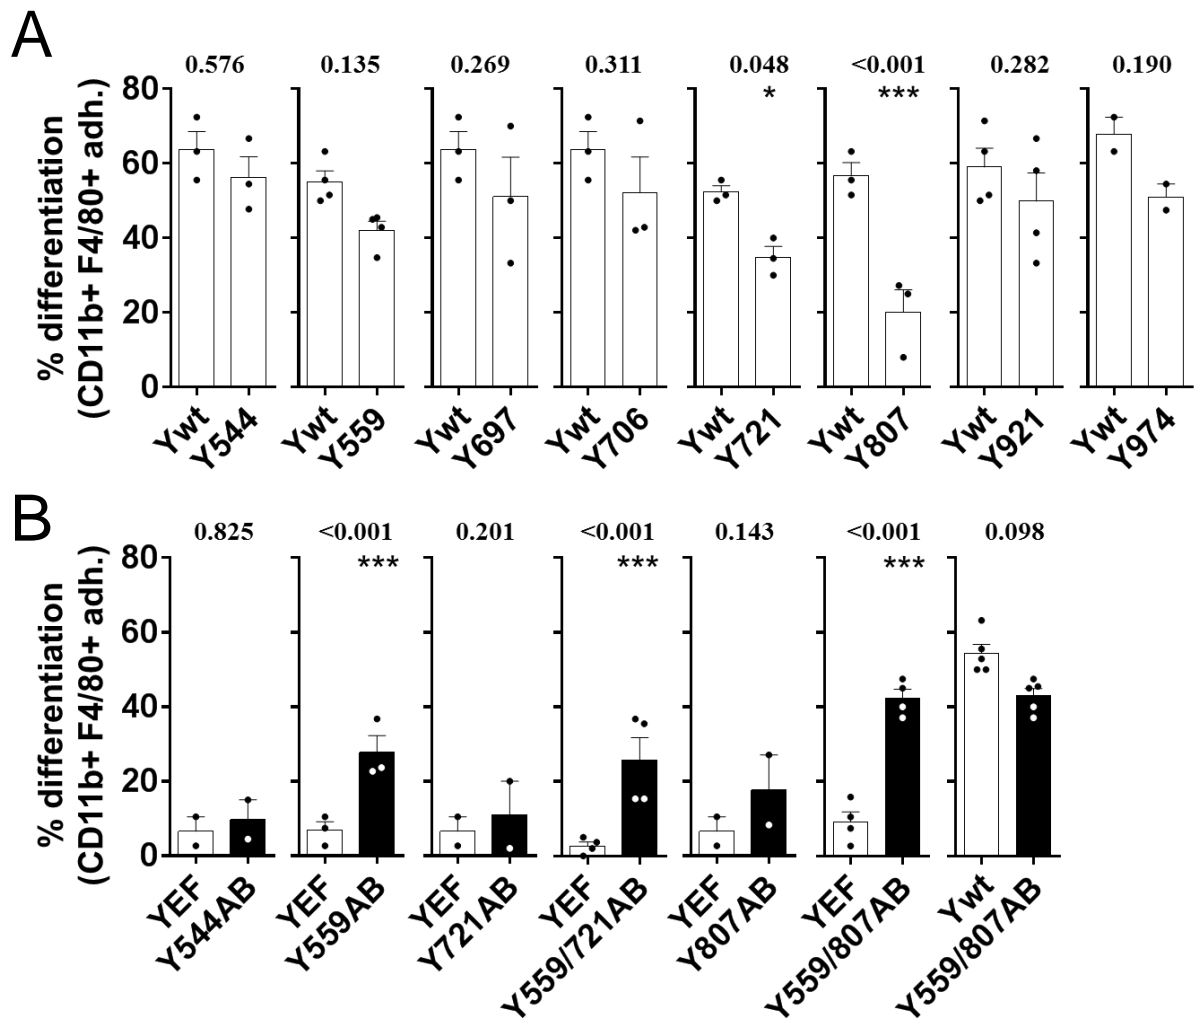 A
0.576 0.135 0.269 0.311 0.048 <0.001 0.282 0.190
* ***
% differentiation
(CD11b+ F4/80+ adh.)
80
60
40
20
0
Ywt Y544 Ywt Y559 Ywt Y697 Ywt Y706 Ywt Y721 Ywt Y807 Ywt Y921 Ywt Y974
B
0.825 <0.001 0.201 <0.001 0.143 <0.001 0.098
*** *** ***
% differentiation
(CD11b+ F4/80+ adh.)
80
60
40
20
0
YEF Y544AB YEF Y559AB YEF Y721AB YEF Y559/721AB YEF Y807AB YEF Y559/807AB Ywt Y559/807AB